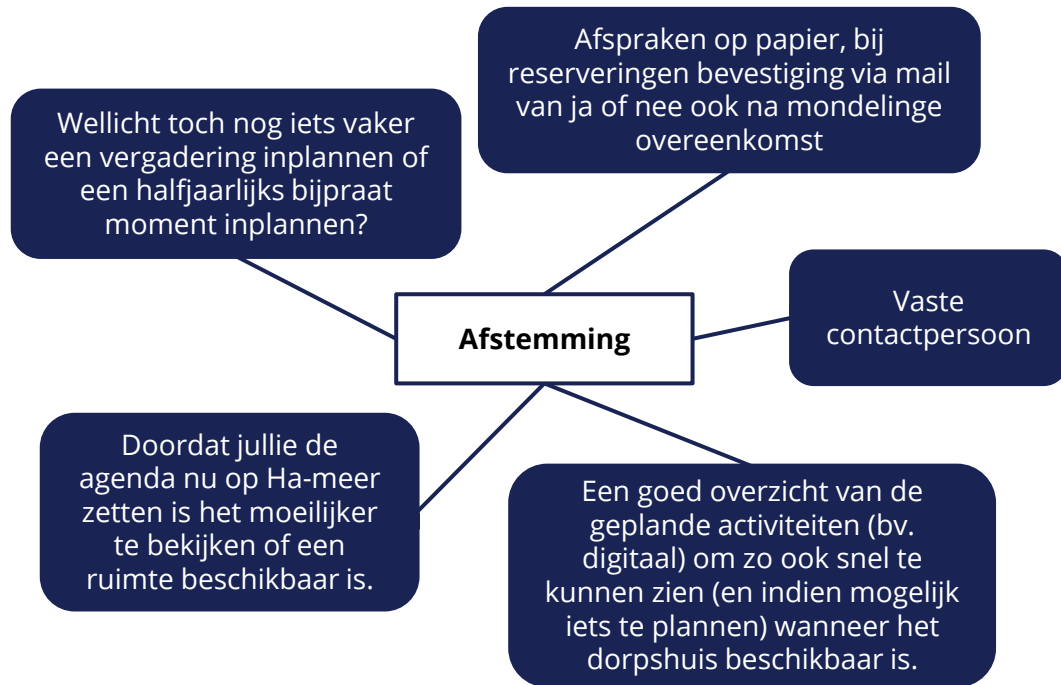 Afspraken op papier, bij
reserveringen bevestiging via mail
van ja of nee ook na mondelinge
overeenkomst
Wellicht toch nog iets vaker
een vergadering inplannen of
een halfjaarlijks bijpraat
moment inplannen?
Vaste
contactpersoon
Afstemming
Doordat jullie de
agenda nu op Ha-meer
zetten is het moeilijker
te bekijken of een
ruimte beschikbaar is.
Een goed overzicht van de
geplande activiteiten (bv.
digitaal) om zo ook snel te
kunnen zien (en indien mogelijk
iets te plannen) wanneer het
dorpshuis beschikbaar is.